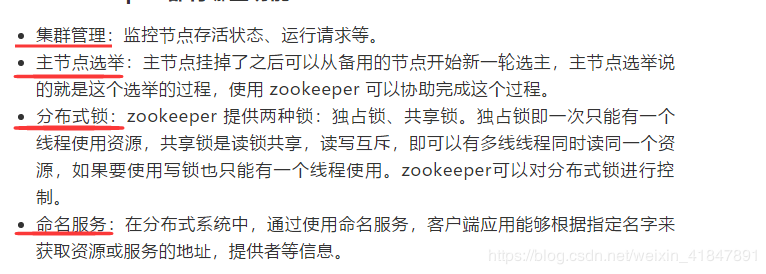 集群管理：监控节点存活状态、运行请求等。
主节点选举：主节点挂掉了之后可以从备用的节点开始新一轮选主，主节点选举说
的就是这个选举的过程，使用 zookeeper 可以协助完成这个过程。
分布式锁：zookeeper 提供两种锁：独占锁、共享锁。独占锁即一次只能有一个
线程使用资源，共享锁是读锁共享，读写互斥，即可以有多线线程同时读同一个资
源，如果要使用写锁也只能有一个线程使用。zookeeper可以对分布式锁进行控
制。
命名服务：在分布式系统中，通过使用命名服务，客户端应用能够根据指定名字来
获取资源或服务的地址，提供者等信息。
https://blog.csdn.net/weixin_41847891